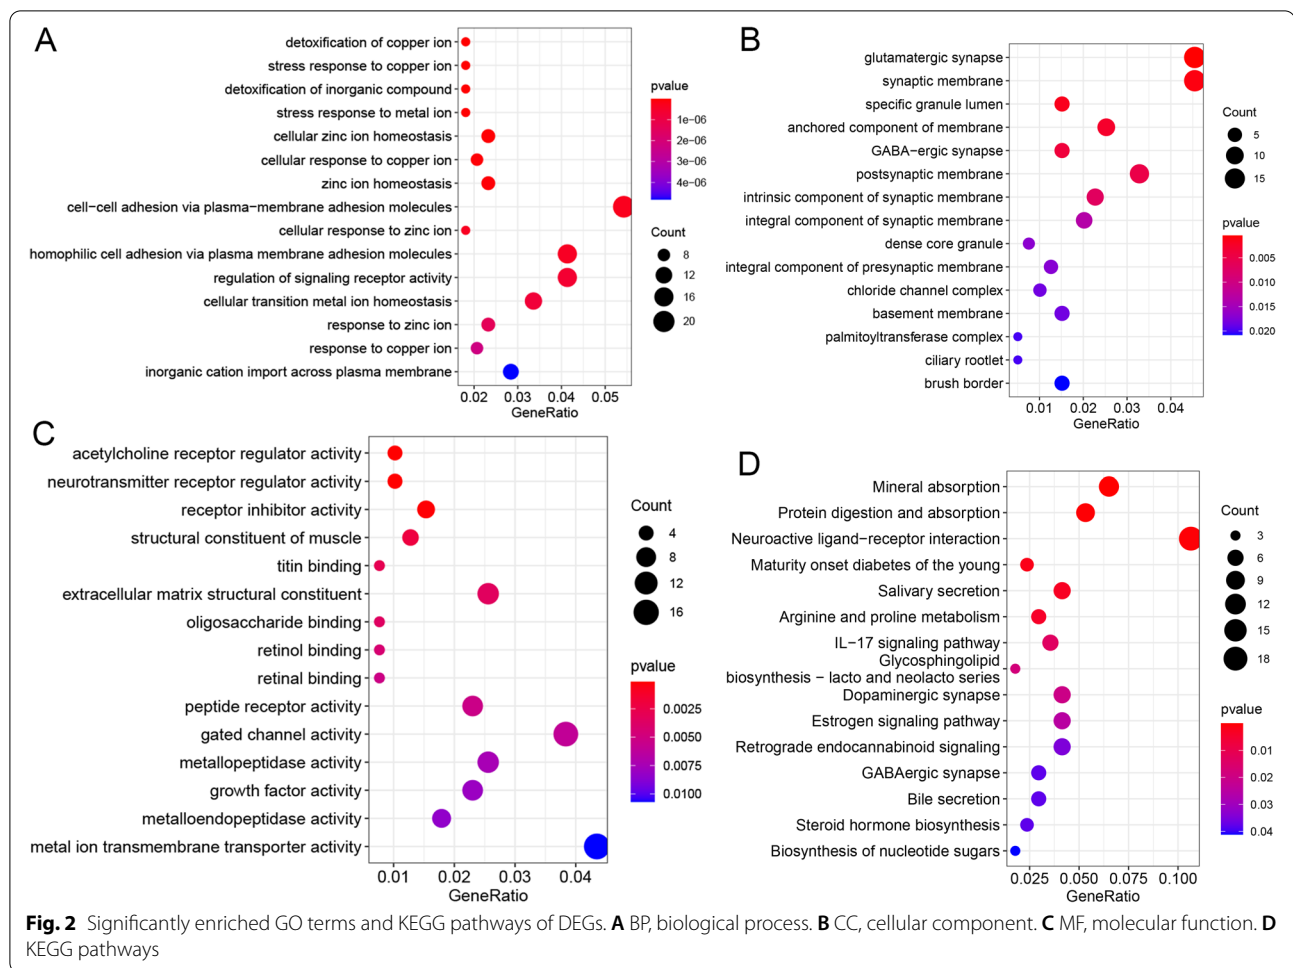 A
detoxification of copper ion
stress response to copper ion
detoxification of inorganic compound
stress response to metal ion
cellular zinc ion homeostasis
cellular response to copper ion
zinc ion homeostasis
cell−cell adhesion via plasma−membrane adhesion molecules
cellular response to zinc ion
homophilic cell adhesion via plasma membrane adhesion molecules
regulation of signaling receptor activity
cellular transition metal ion homeostasis
response to zinc ion
response to copper ion
inorganic cation import across plasma membrane
0.02 0.03 0.04 0.05
GeneRatio
pvalue
1e−06
2e−06
3e−06
4e−06
Count
8
12
16
20
B
glutamatergic synapse
synaptic membrane
specific granule lumen
anchored component of membrane
GABA−ergic synapse
postsynaptic membrane
intrinsic component of synaptic membrane
integral component of synaptic membrane
dense core granule
integral component of presynaptic membrane
chloride channel complex
basement membrane
palmitoyltransferase complex
ciliary rootlet
brush border
0.01 0.02 0.03 0.04
GeneRatio
Count
5
10
15
pvalue
0.005
0.010
0.015
0.020
C
acetylcholine receptor regulator activity
neurotransmitter receptor regulator activity
receptor inhibitor activity
structural constituent of muscle
titin binding
extracellular matrix structural constituent
oligosaccharide binding
retinol binding
retinal binding
peptide receptor activity
gated channel activity
metallopeptidase activity
growth factor activity
metalloendopeptidase activity
metal ion transmembrane transporter activity
0.01 0.02 0.03 0.04
GeneRatio
Count
4
8
12
16
pvalue
0.0025
0.0050
0.0075
0.0100
D
Mineral absorption
Protein digestion and absorption
Neuroactive ligand−receptor interaction
Maturity onset diabetes of the young
Salivary secretion
Arginine and proline metabolism
IL−17 signaling pathway
Glycosphingolipid
biosynthesis − lacto and neolacto series
Dopaminergic synapse
Estrogen signaling pathway
Retrograde endocannabinoid signaling
GABAergic synapse
Bile secretion
Steroid hormone biosynthesis
Biosynthesis of nucleotide sugars
0.025 0.050 0.075 0.100
GeneRatio
Count
3
6
9
12
15
18
pvalue
0.01
0.02
0.03
0.04
Fig. 2 Significantly enriched GO terms and KEGG pathways of DEGs. A BP, biological process. B CC, cellular component. C MF, molecular function. D
KEGG pathways